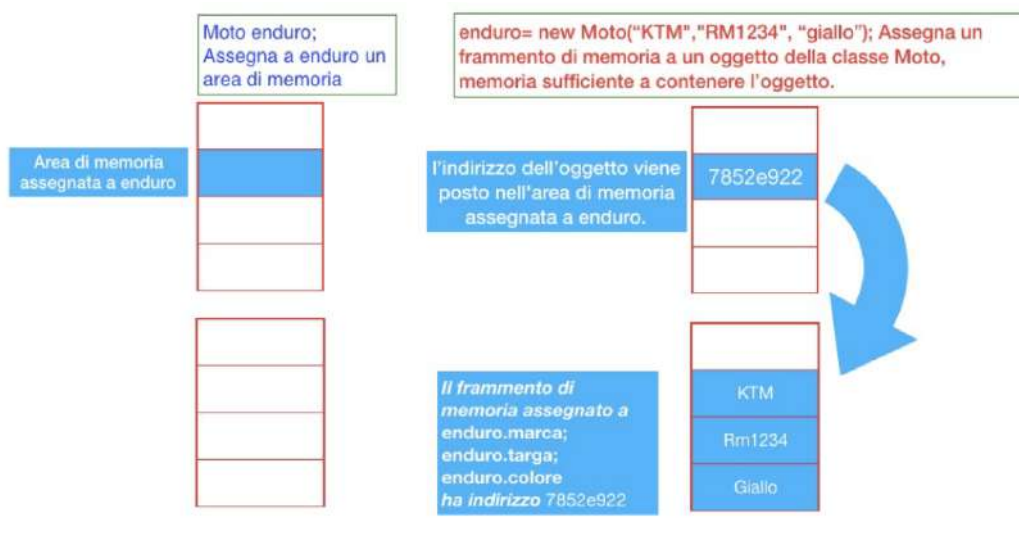 Moto enduro;
Assegna a enduro un
area di memoria
enduro= new Moto(“KTM","RM1234", “giallo”); Assegna un
frammento di memoria a un oggetto della classe Moto,
memoria sufficiente a contenere l’oggetto.
Area di memoria
assegnata a enduro
l’indirizzo dell’oggetto viene
posto nell’area di memoria
assegnata a enduro.
7852e922
Il frammento di
memoria assegnato a
enduro.marca;
enduro.targa;
enduro.colore
ha indirizzo 7852e922
KTM
Rm1234
Giallo